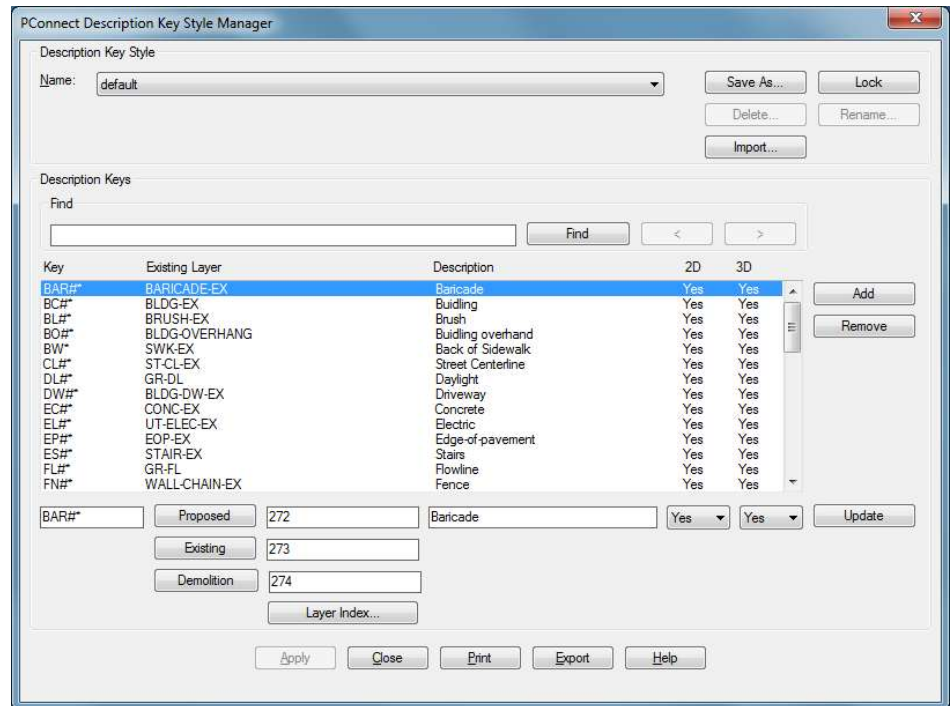 PConnect Description Key Style Manager
Description Key Style
Name: default Save As... Lock
Delete... Rename...
Import...
Description Keys
Find
Find < >
Key Existing Layer Description 2D 3D
BAR#* BARICADE-EX Baricade Yes Yes
BC#* BLDG-EX Buidling Yes Yes
BL#* BRUSH-EX Brush Yes Yes
BO#* BLDG-OVERHANG Buidling overhand Yes Yes
BW* SWK-EX Back of Sidewalk Yes Yes
CL#* ST-CL-EX Street Centerline Yes Yes
DL#* GR-DL Daylight Yes Yes
DW#* BLDG-DW-EX Driveway Yes Yes
EC#* CONC-EX Concrete Yes Yes
EL#* UT-ELEC-EX Electric Yes Yes
EP#* EOP-EX Edge-of-pavement Yes Yes
ES#* STAIR-EX Stairs Yes Yes
FL#* GR-FL Flowline Yes Yes
FN#* WALL-CHAIN-EX Fence Yes Yes
Add
Remove
BAR#* Proposed 272 Baricade Yes Yes Update
Existing 273
Demolition 274
Layer Index...
Apply Close Print Export Help